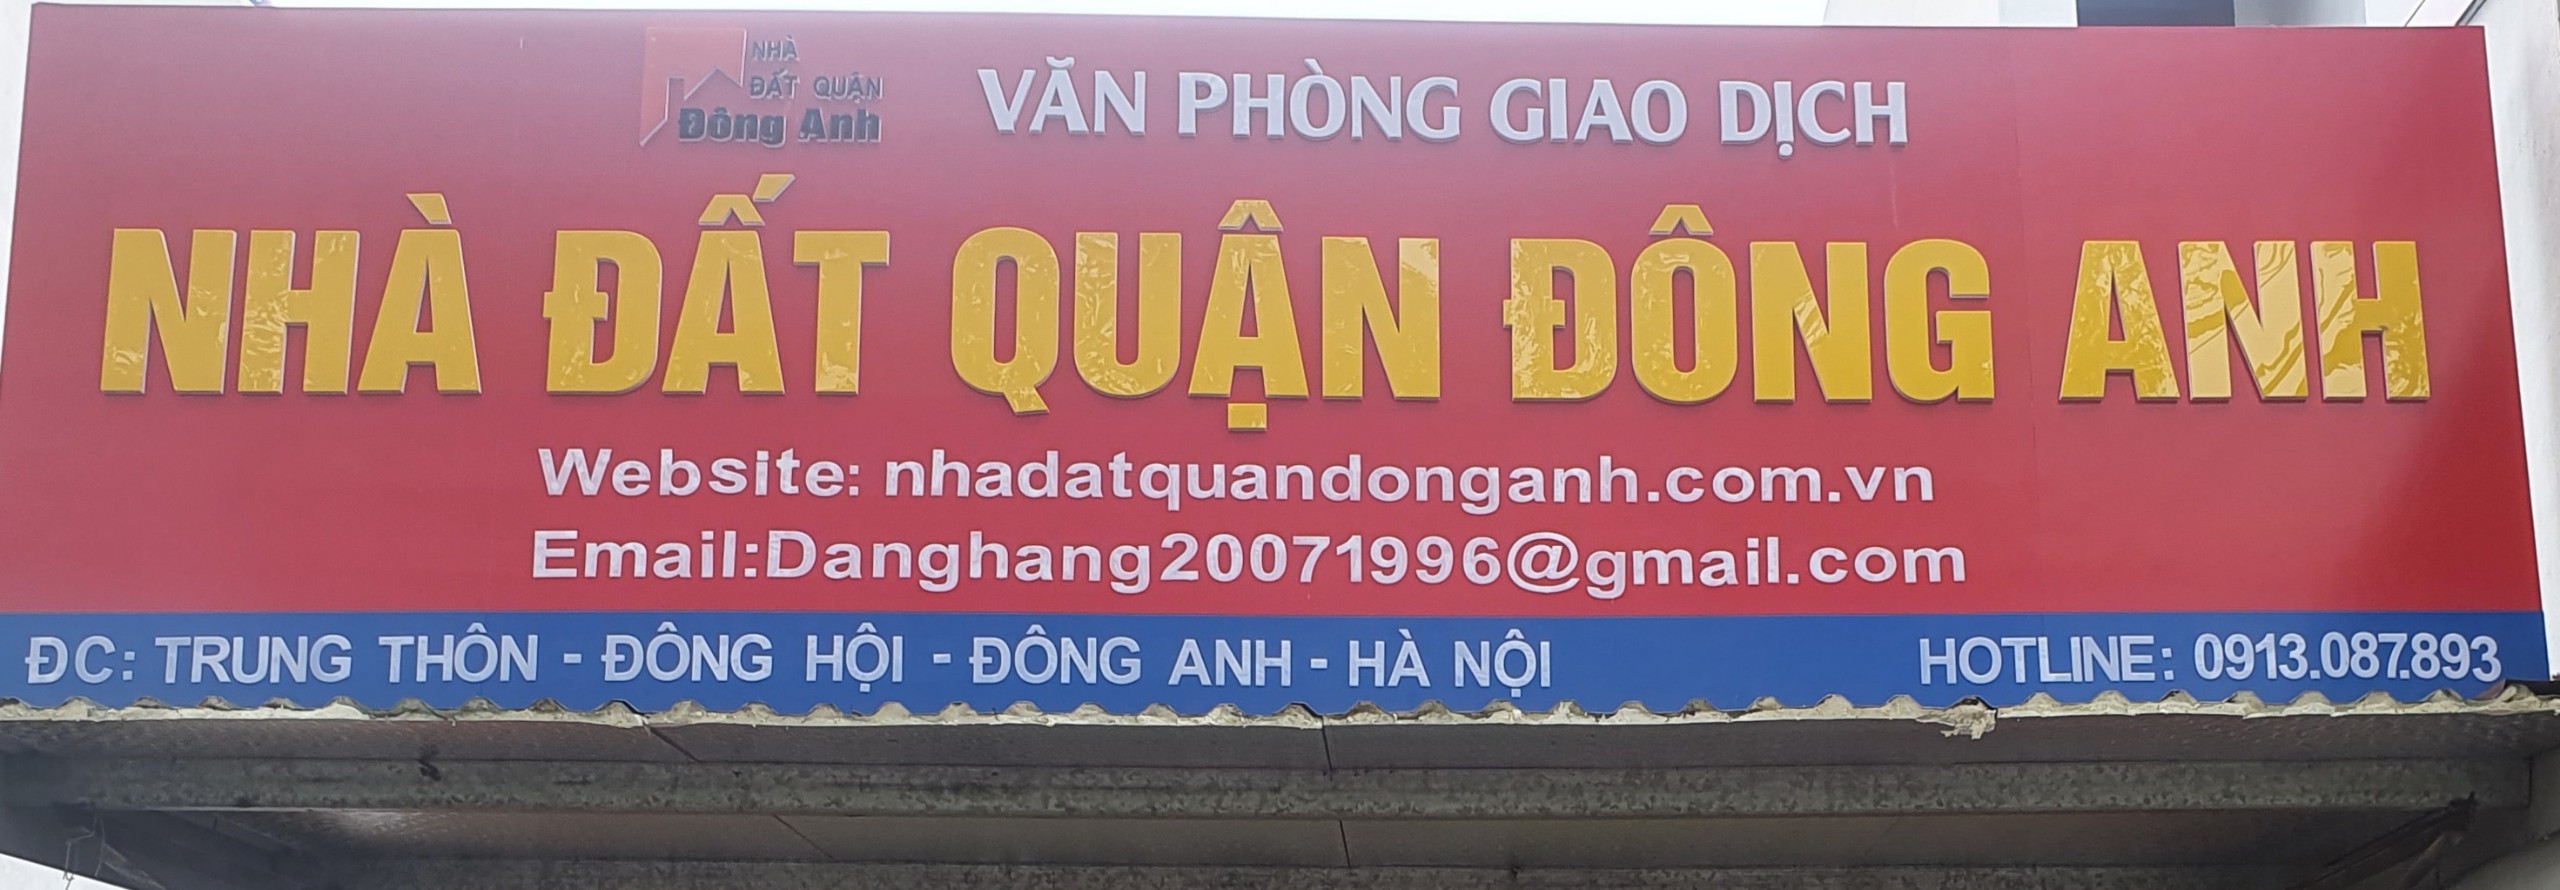 NHÀ
ĐẤT QUẬN
Đông Anh
VĂN PHÒNG GIAO DỊCH
NHÀ ĐẤT QUẬN ĐÔNG ANH
Website: nhadatquandonganh.com.vn
Email:Danghang20071996@gmail.com
ĐC: TRUNG THÔN - ĐÔNG HỘI - ĐÔNG ANH - HÀ NỘI
HOTLINE: 0913.087.893